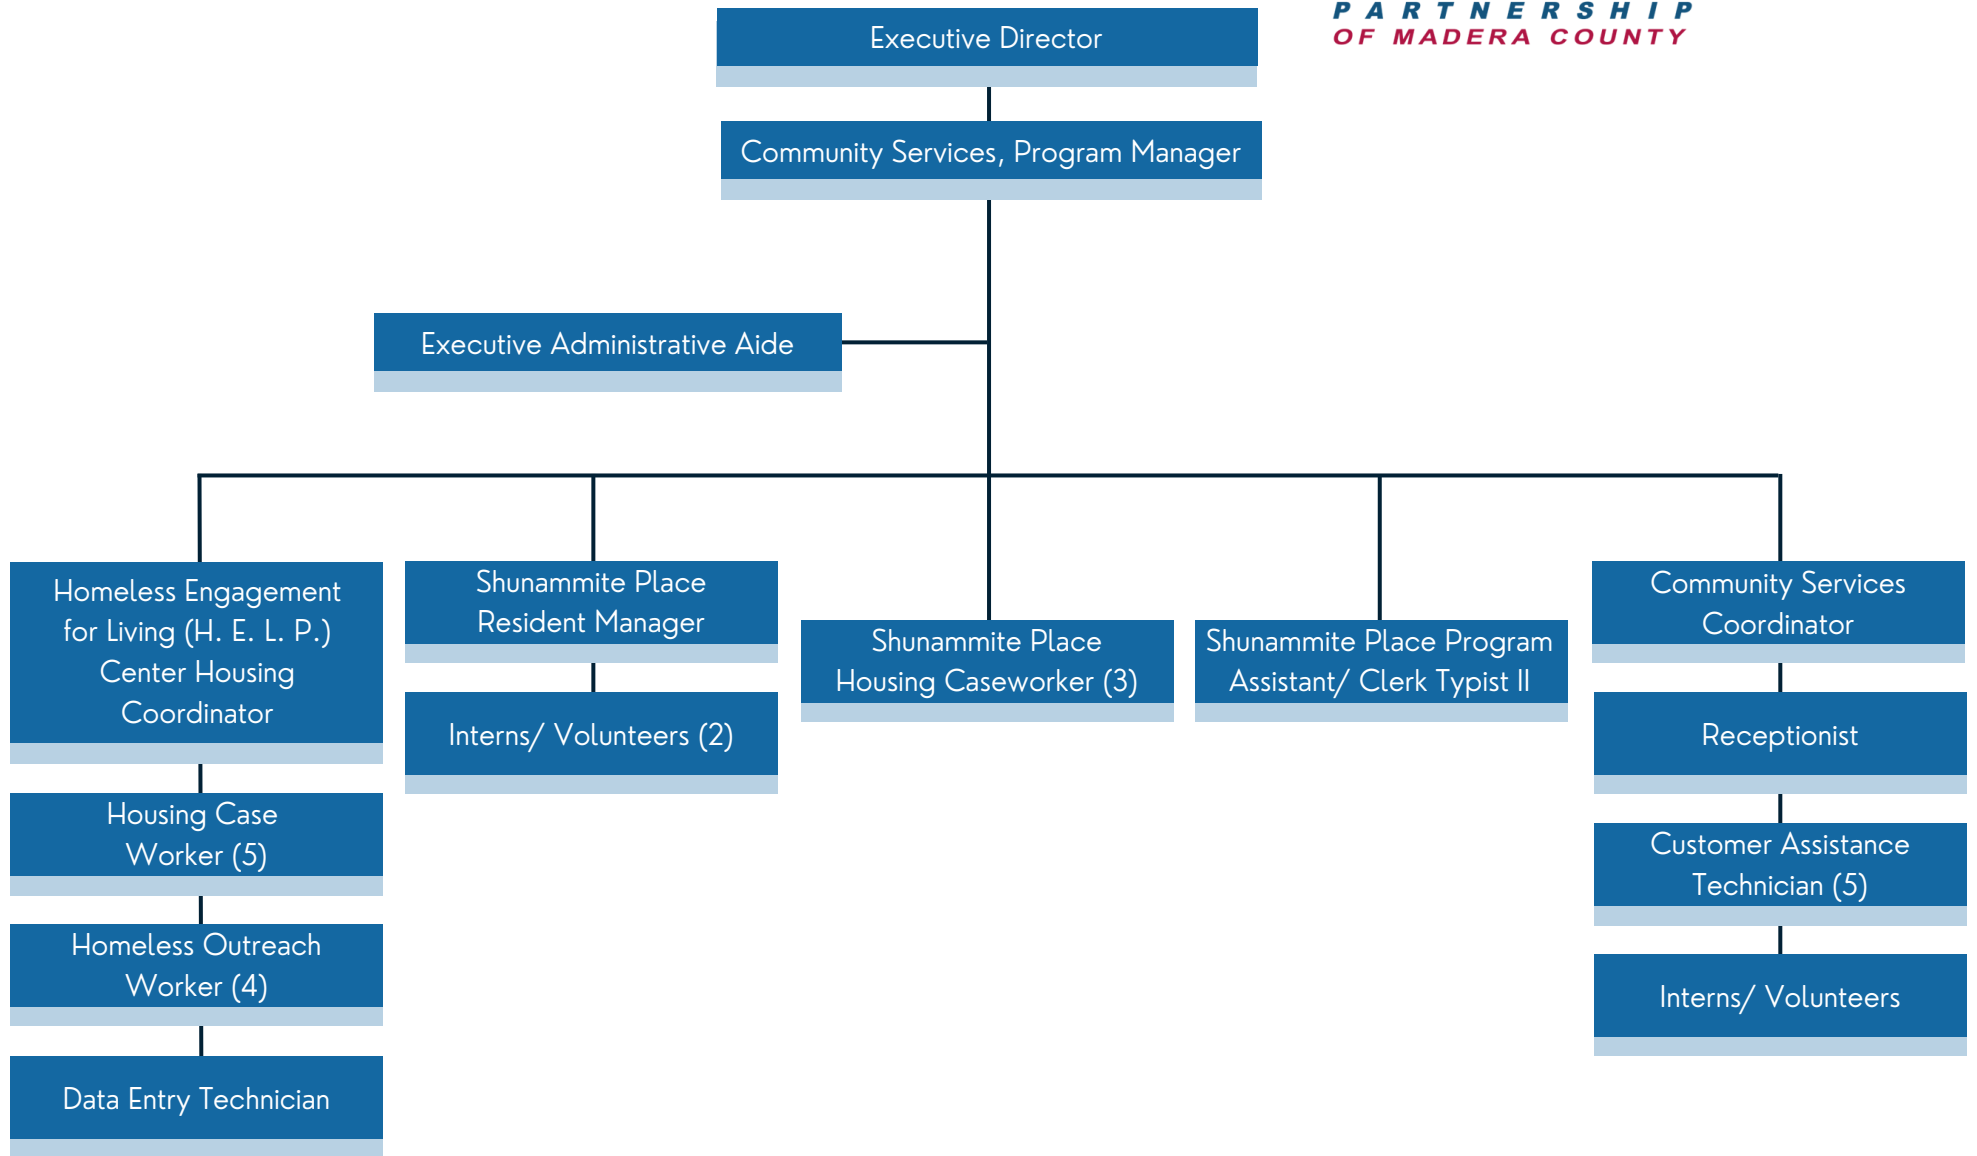 PARTNERSHIP
OF MADERA COUNTY
Executive Director
Community Services, Program Manager
Executive Administrative Aide
Homeless Engagement
for Living (H. E. L. P.)
Center Housing
Coordinator
Housing Case
Worker (5)
Homeless Outreach
Worker (4)
Data Entry Technician
Shunammite Place
Resident Manager
Interns/ Volunteers (2)
Shunammite Place
Housing Caseworker (3)
Shunammite Place Program
Assistant/ Clerk Typist II
Community Services
Coordinator
Receptionist
Customer Assistance
Technician (5)
Interns/ Volunteers